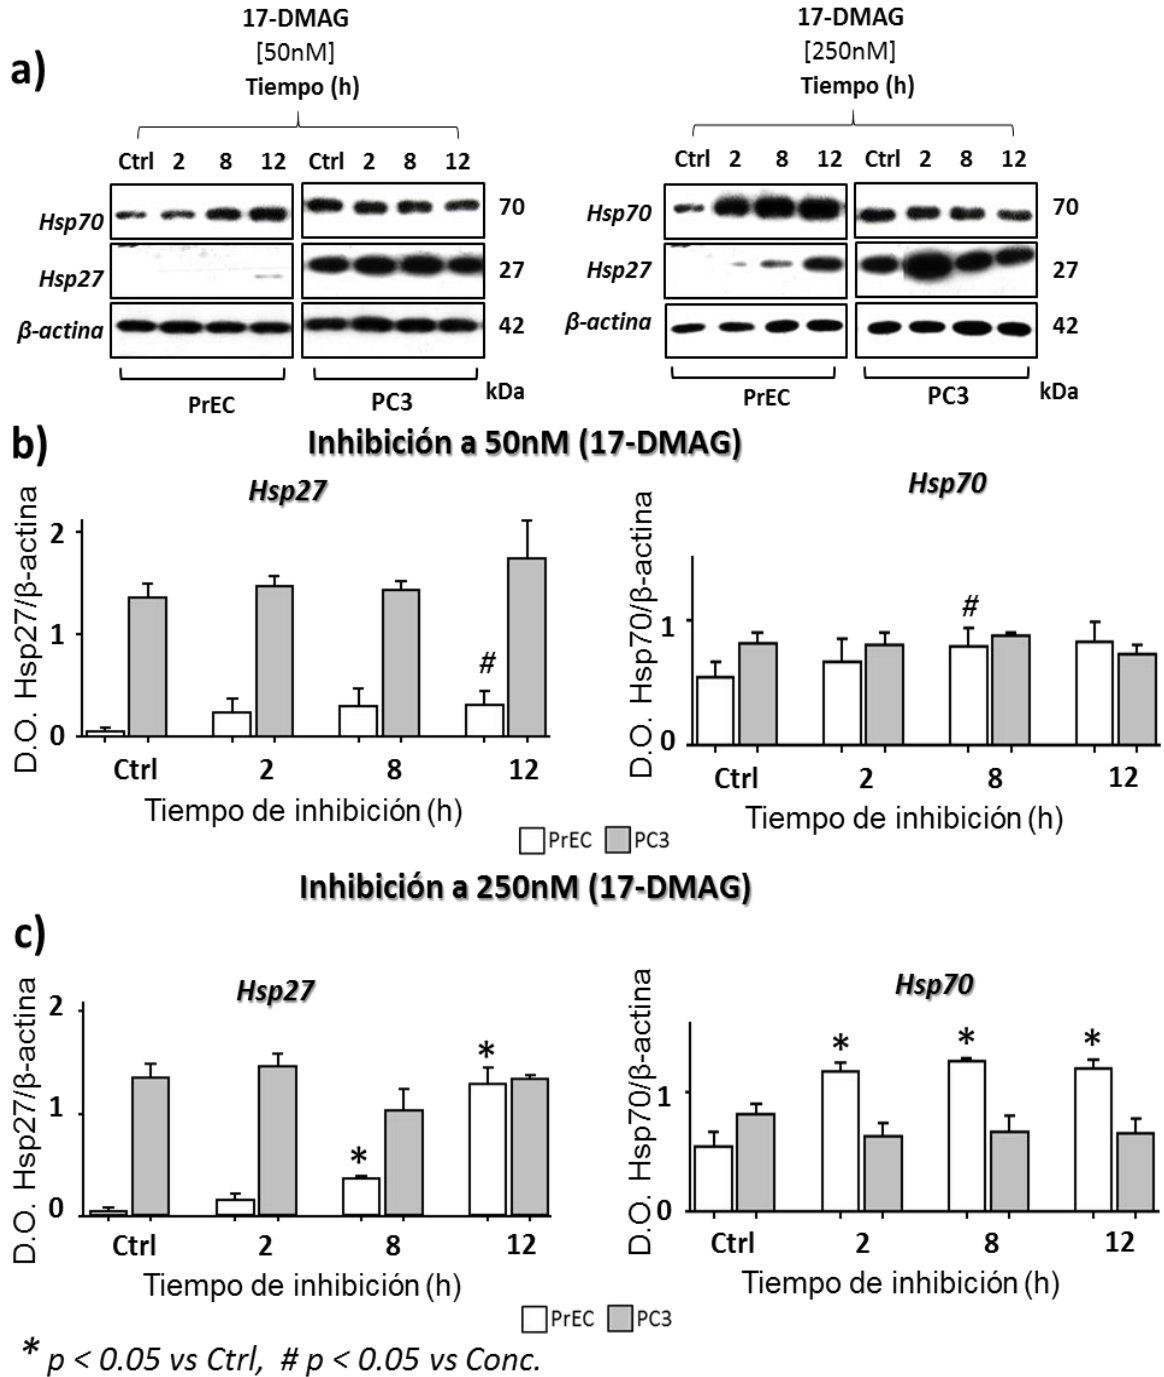 a)
17-DMAG
[50nM]
Tiempo (h)
Ctrl 2 8 12 Ctrl 2 8 12
Hsp70 70
Hsp27 27
β-actina 42
PrEC PC3 kDa
17-DMAG
[250nM]
Tiempo (h)
Ctrl 2 8 12 Ctrl 2 8 12
Hsp70 70
Hsp27 27
β-actina 42
PrEC PC3 kDa
b)
Inhibición a 50nM (17-DMAG)
Hsp27
D.O. Hsp27/β-actina
2
1
0
#
Ctrl 2 8 12
Tiempo de inhibición (h)
Hsp70
D.O. Hsp70/β-actina
1
0
#
Ctrl 2 8 12
Tiempo de inhibición (h)
PrEC PC3
Inhibición a 250nM (17-DMAG)
c)
Hsp27
D.O. Hsp27/β-actina
2
1
0
* *
Ctrl 2 8 12
Tiempo de inhibición (h)
Hsp70
D.O. Hsp70/β-actina
1
0
* * *
Ctrl 2 8 12
Tiempo de inhibición (h)
PrEC PC3
* p < 0.05 vs Ctrl, # p < 0.05 vs Conc.